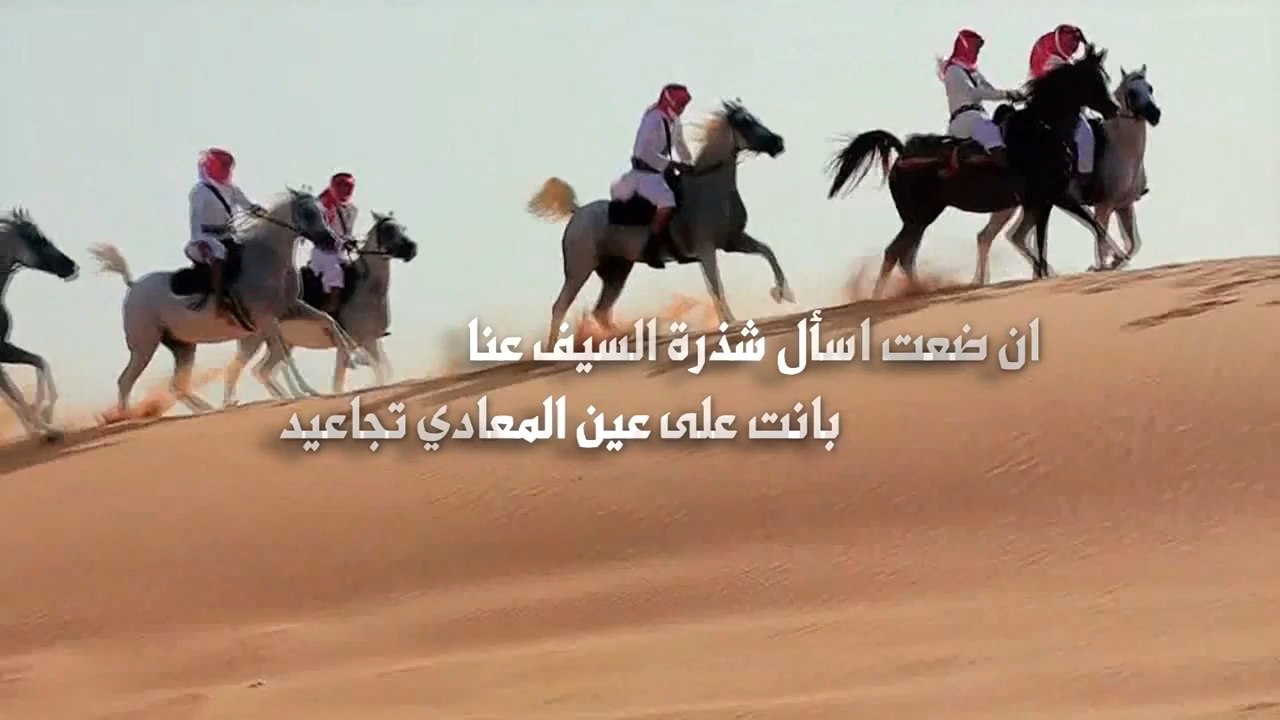 ان ضعت اسأل شذرة السيف عنا
بانت على عين المعادي تجاعيد